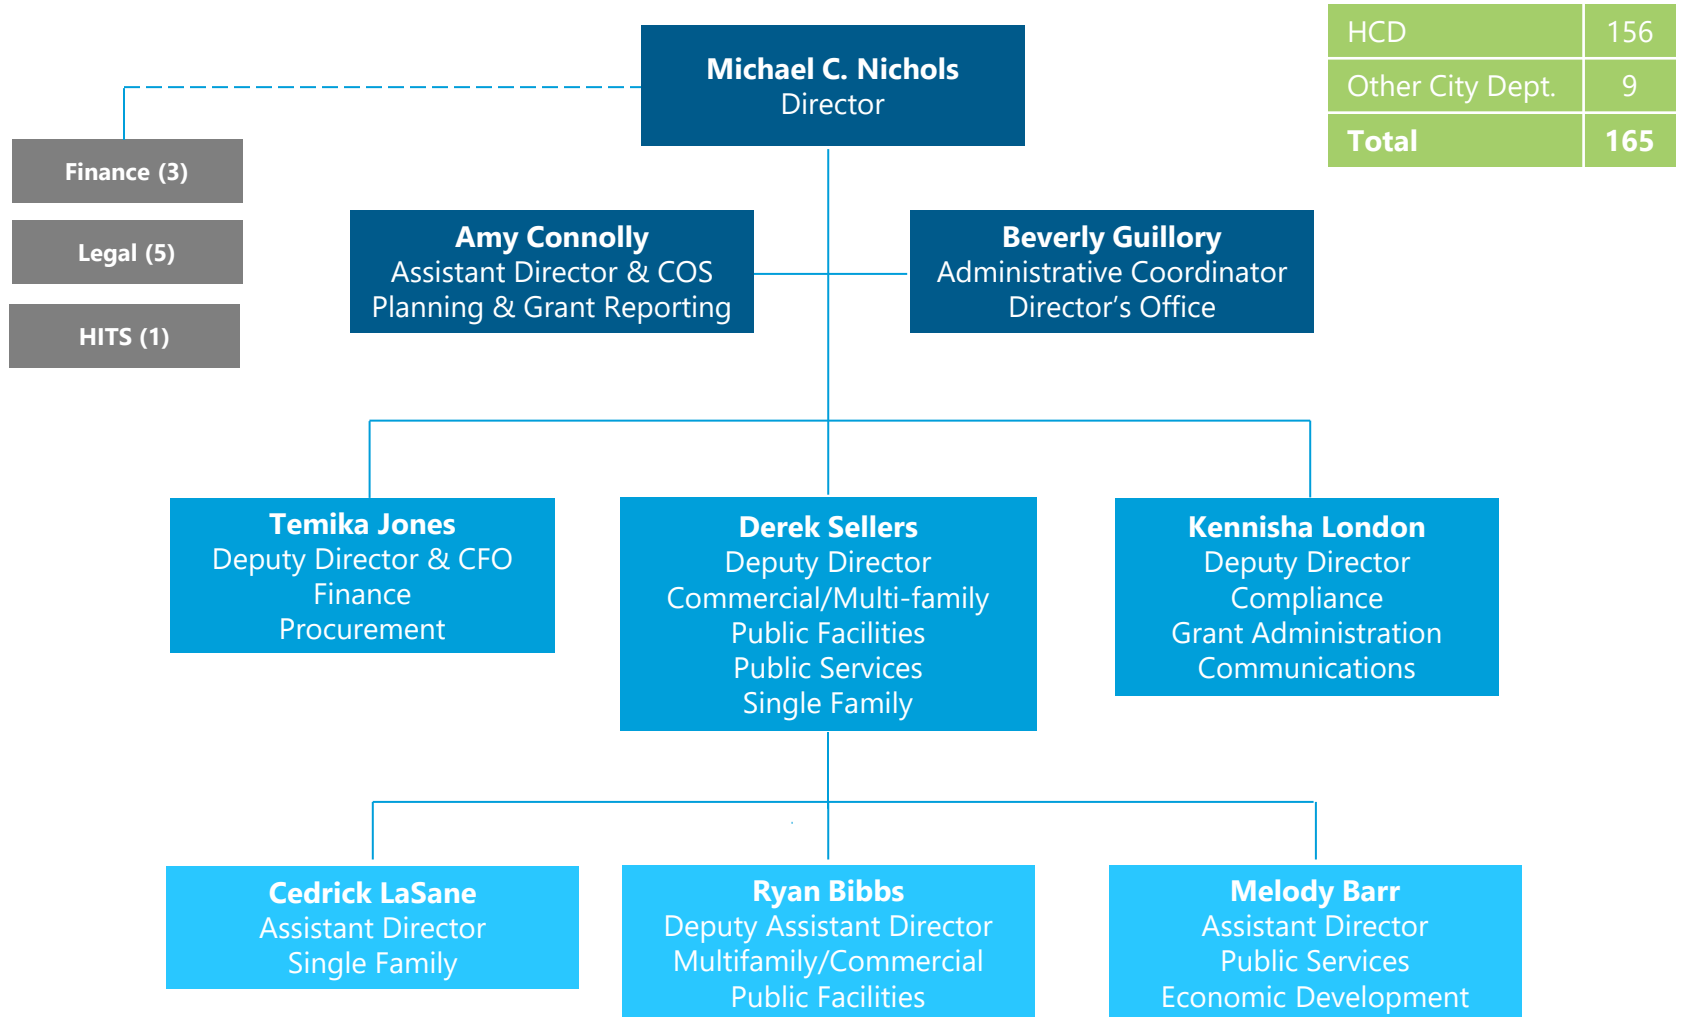 HCD 156
Other City Dept. 9
Total 165
Michael C. Nichols
Director
Finance (3)
Legal (5)
HITS (1)
Amy Connolly
Assistant Director & COS
Planning & Grant Reporting
Beverly Guillory
Administrative Coordinator
Director’s Office
Temika Jones
Deputy Director & CFO
Finance
Procurement
Derek Sellers
Deputy Director
Commercial/Multi-family
Public Facilities
Public Services
Single Family
Kennisha London
Deputy Director
Compliance
Grant Administration
Communications
Cedrick LaSane
Assistant Director
Single Family
Ryan Bibbs
Deputy Assistant Director
Multifamily/Commercial
Public Facilities
Melody Barr
Assistant Director
Public Services
Economic Development